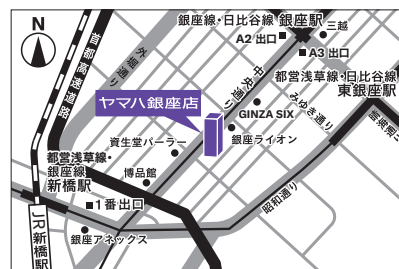 N
銀座線・日比谷線 銀座駅
A2 出口
三越
A3 出口
首都高速道路
外堀通り
中央通り
都営浅草線・日比谷線
東銀座駅
ヤマハ銀座店
みゆき通り
GINZA SIX
銀座ライオン
資生堂パーラー
都営浅草線・
銀座線
新橋駅
博品館
1 番出口
昭和通り
銀座アネックス
JR新橋駅